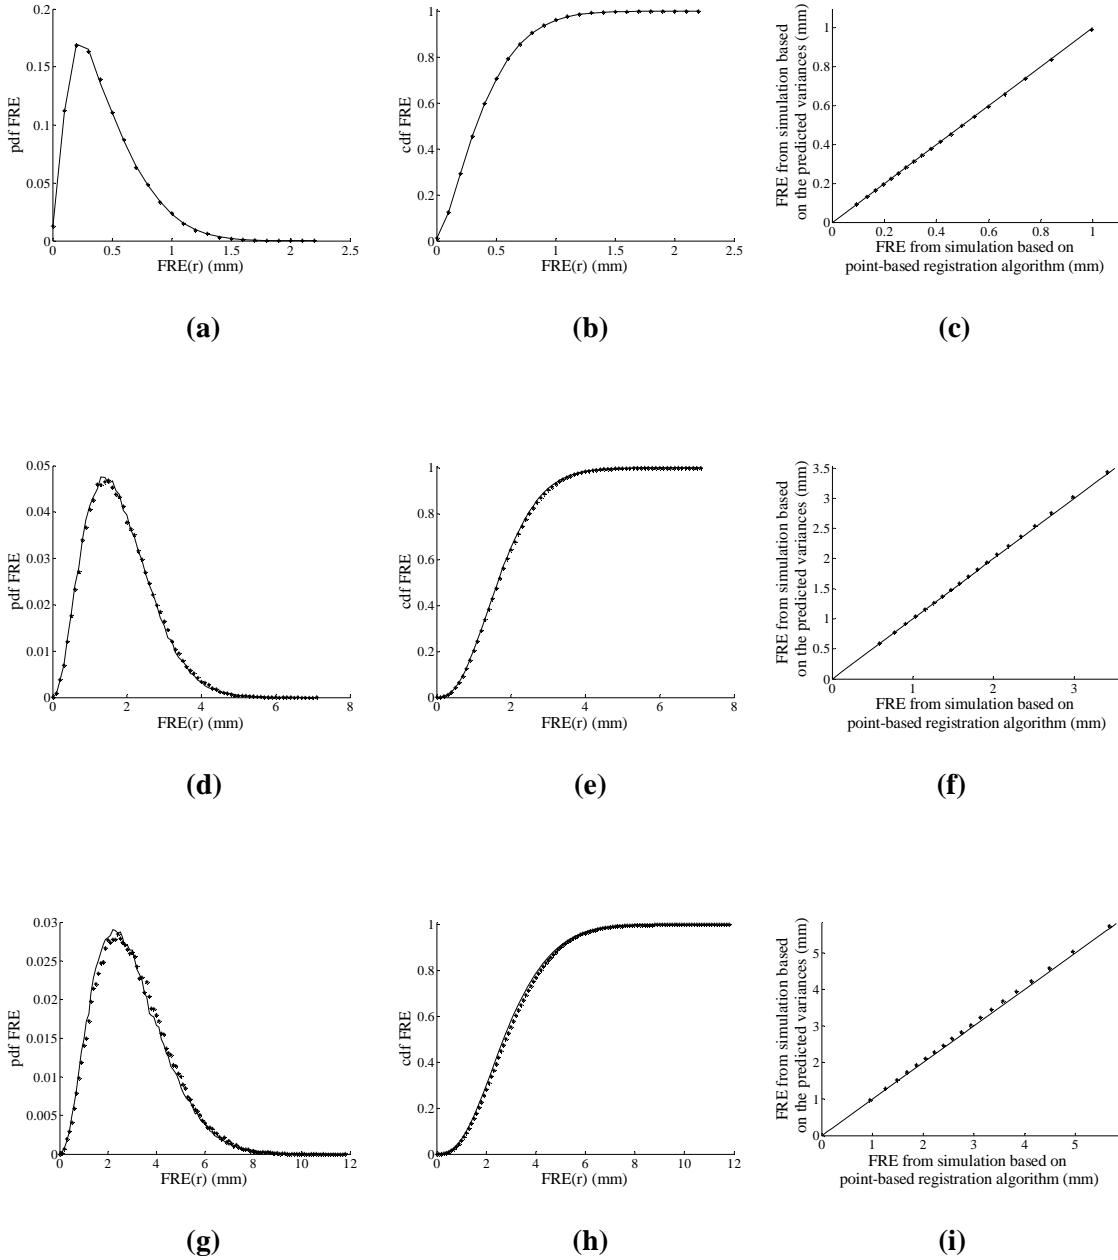 0.2
0.15
0.1
0.05
0
0 0.5 1 1.5 2 2.5
pdf FRE
FRE(r) (mm)
(a)
1
0.8
0.6
0.4
0.2
0
0 0.5 1 1.5 2 2.5
cdf FRE
FRE(r) (mm)
(b)
1
0.8
0.6
0.4
0.2
0
0 0.2 0.4 0.6 0.8 1
FRE from simulation based
on the predicted variances (mm)
FRE from simulation based on
point-based registration algorithm (mm)
(c)
0.05
0.04
0.03
0.02
0.01
0
0 2 4 6 8
pdf FRE
FRE(r) (mm)
(d)
1
0.8
0.6
0.4
0.2
0
0 2 4 6 8
cdf FRE
FRE(r) (mm)
(e)
3.5
3
2.5
2
1.5
1
0.5
0
0 1 2 3
FRE from simulation based
on the predicted variances (mm)
FRE from simulation based on
point-based registration algorithm (mm)
(f)
0.03
0.025
0.02
0.015
0.01
0.005
0
0 2 4 6 8 10 12
pdf FRE
FRE(r) (mm)
(g)
1
0.8
0.6
0.4
0.2
0
0 2 4 6 8 10 12
cdf FRE
FRE(r) (mm)
(h)
5
4
3
2
1
0
0 1 2 3 4 5
FRE from simulation based
on the predicted variances (mm)
FRE from simulation based on
point-based registration algorithm (mm)
(i)